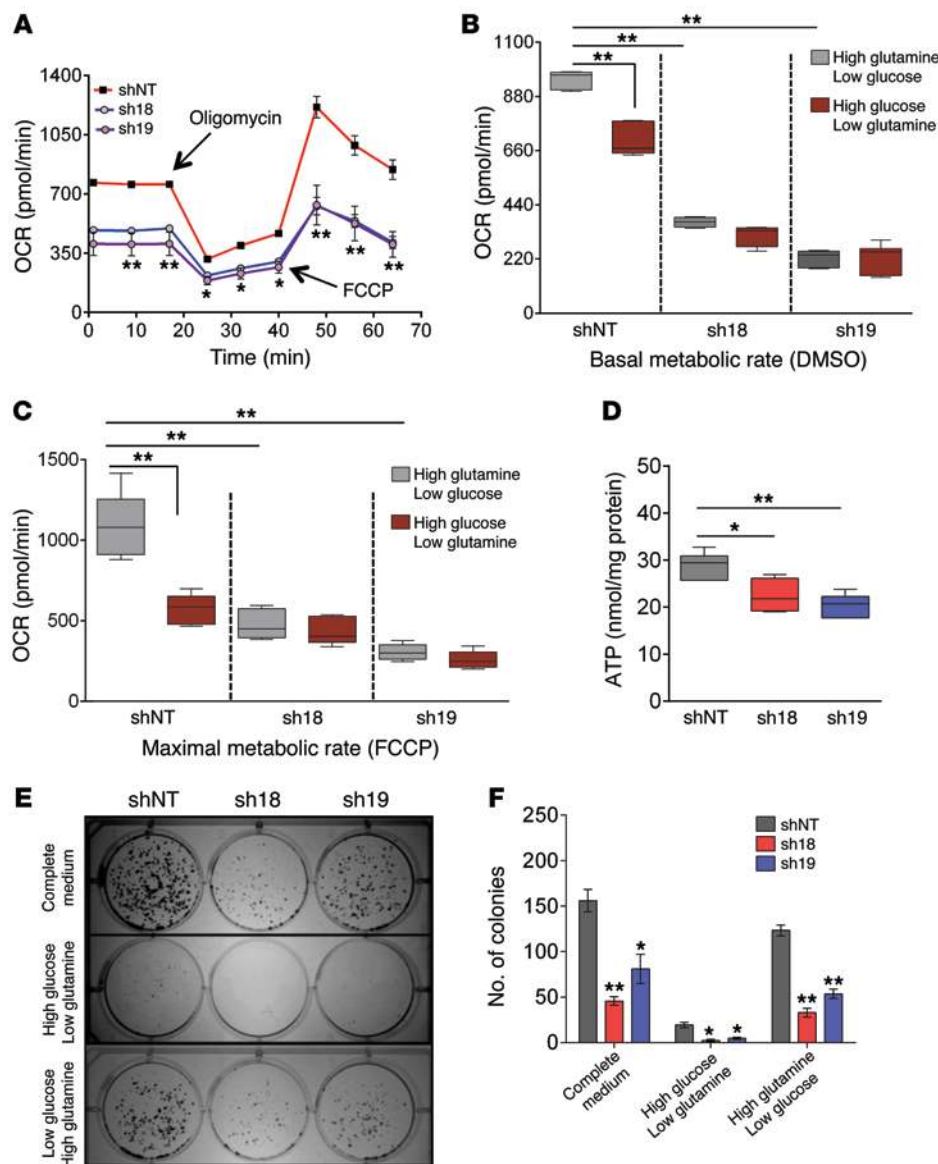 A
1400
1050
700
350
0
OCR (pmol/min)
shNT
sh18
sh19
Oligomycin
FCCP
** ** * * * ** ** **
0 10 20 30 40 50 60 70
Time (min)
B
1100
880
660
440
220
0
OCR (pmol/min)
**
**
**
High glutamine
Low glucose
High glucose
Low glutamine
shNT sh18 sh19
Basal metabolic rate (DMSO)
C
1500
1000
500
0
OCR (pmol/min)
**
**
**
High glutamine
Low glucose
High glucose
Low glutamine
shNT sh18 sh19
Maximal metabolic rate (FCCP)
D
50
40
30
20
10
0
ATP (nmol/mg protein)
**
*
shNT sh18 sh19
E
shNT sh18 sh19
Complete
medium
High glucose
Low glutamine
Low glucose
High glutamine
F
250
200
150
100
50
0
No. of colonies
shNT
sh18
sh19
** * * * ** **
Complete
medium
High glucose
Low glutamine
High glutamine
Low glucose